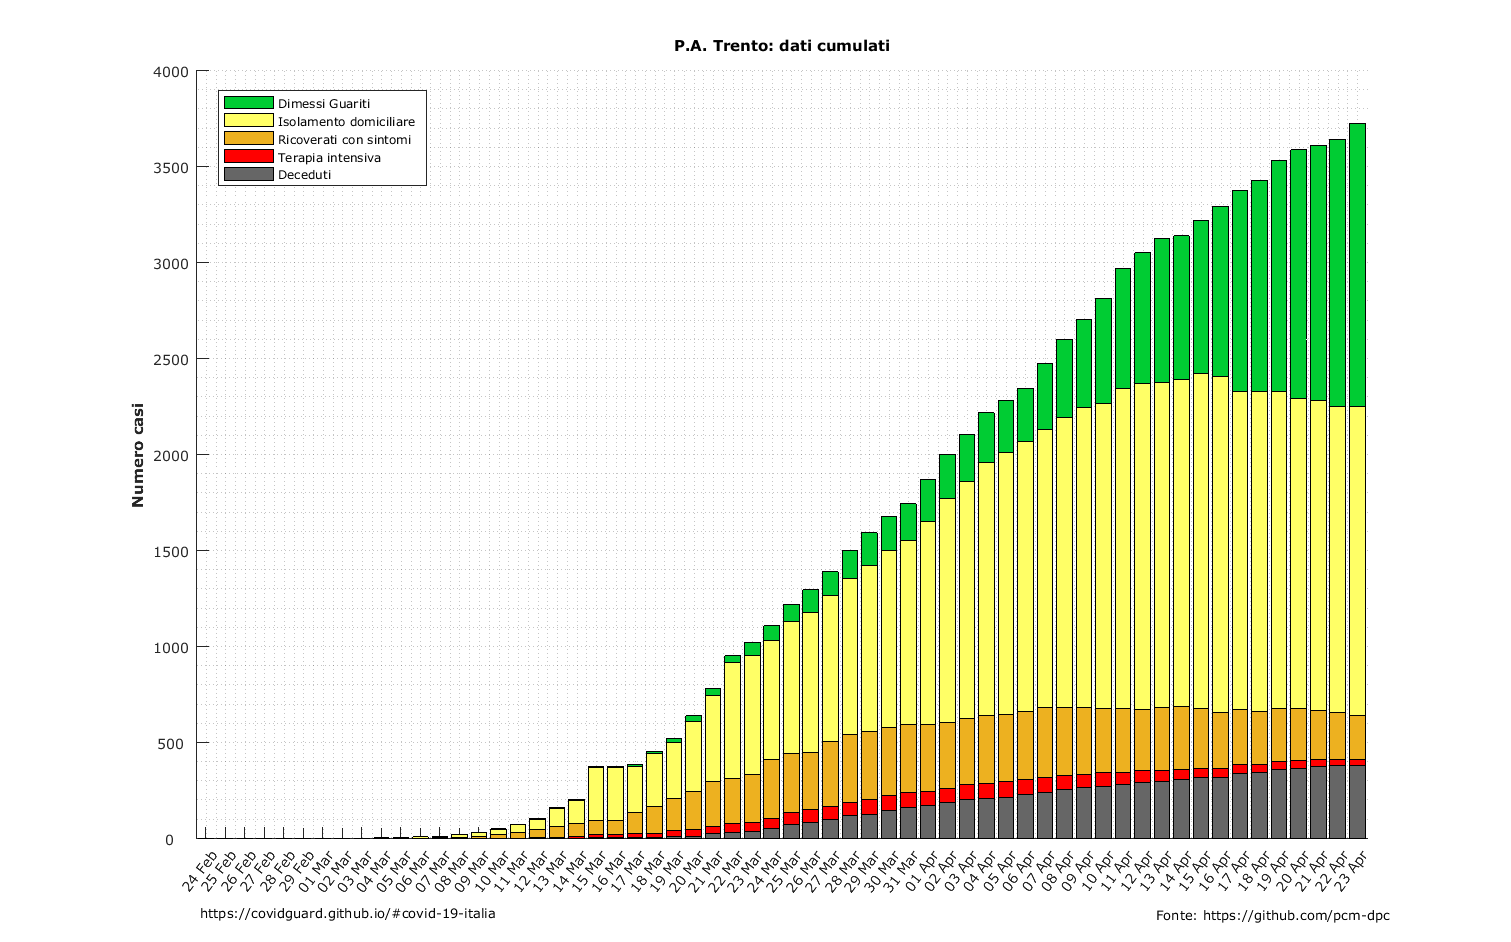 P.A. Trento: dati cumulati
4000
3500
3000
2500
2000
1500
1000
500
0
Numero casi
Dimessi Guariti
Isolamento domiciliare
Ricoverati con sintomi
Terapia intensiva
Deceduti
24 Feb
25 Feb
26 Feb
27 Feb
28 Feb
29 Feb
01 Mar
02 Mar
03 Mar
04 Mar
05 Mar
06 Mar
07 Mar
08 Mar
09 Mar
10 Mar
11 Mar
12 Mar
13 Mar
14 Mar
15 Mar
16 Mar
17 Mar
18 Mar
19 Mar
20 Mar
21 Mar
22 Mar
23 Mar
24 Mar
25 Mar
26 Mar
27 Mar
28 Mar
29 Mar
30 Mar
31 Mar
01 Apr
02 Apr
03 Apr
04 Apr
05 Apr
06 Apr
07 Apr
08 Apr
09 Apr
10 Apr
11 Apr
12 Apr
13 Apr
14 Apr
15 Apr
16 Apr
17 Apr
18 Apr
19 Apr
20 Apr
21 Apr
22 Apr
23 Apr
https://covidguard.github.io/#covid-19-italia
Fonte: https://github.com/pcm-dpc